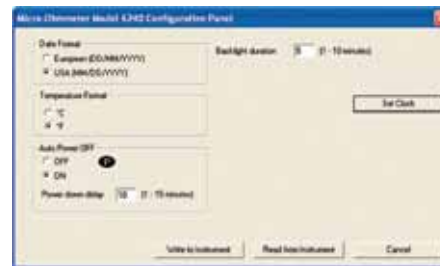 Micro-Ohmmeter Model 6240 Configuration Panel
Date Format
European (DD/MM/YYYY)
USA (MM/DD/YYYY)
Backlight duration (1 - 10 minutes)
Set Clock
Temperature Format
°C
°F
Auto Power OFF
OFF
P
ON
Power down delay 10 (1 - 15 minutes)
Write to Instrument
Read from Instrument
Cancel